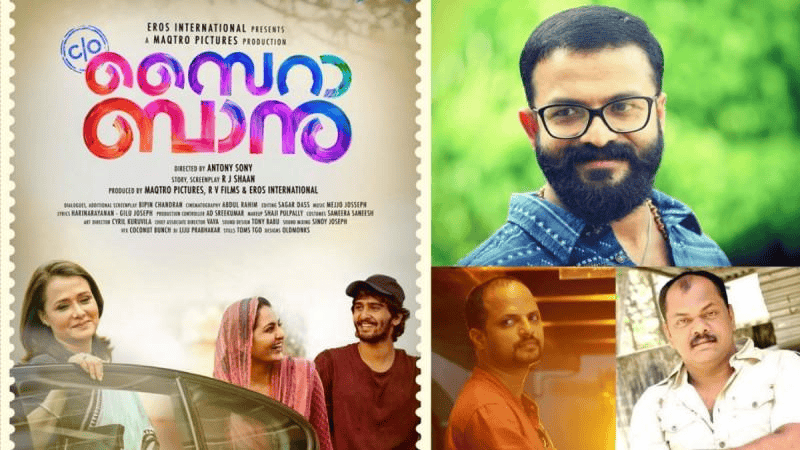 EROS INTERNATIONAL PRESENTS
A MAQTRO PICTURES PRODUCTION
C/O
സൈറാ
ബാനു
DIRECTED BY ANTONY SONY
STORY, SCREENPLAY R J SHAAN
PRODUCED BY MAQTRO PICTURES, R V FILMS & EROS INTERNATIONAL
DIALOGUES, ADDITIONAL SCREENPLAY BIPIN CHANDRAN CINEMATOGRAPHY ABDUL RAHIM EDITING SAGAR DASS MUSIC MEJJO JOSSEPH
LYRICS HARINARAYANAN - GILU JOSEPH PRODUCTION CONTROLLER AD SREEKUMAR MAKEUP SHAJI PULPALLY COSTUMES SAMEERA SANEESH
ART DIRECTOR CYRIL KURUVILA CHIEF ASSOCIATE DIRECTOR VAVA SOUND DESIGN TONY BABU SOUND MIXING SINOY JOSEPH
VFX COCONUT BUNCH DI LIJU PRABHAKAR STILLS TOMS TGO DESIGNS OLDMONKS